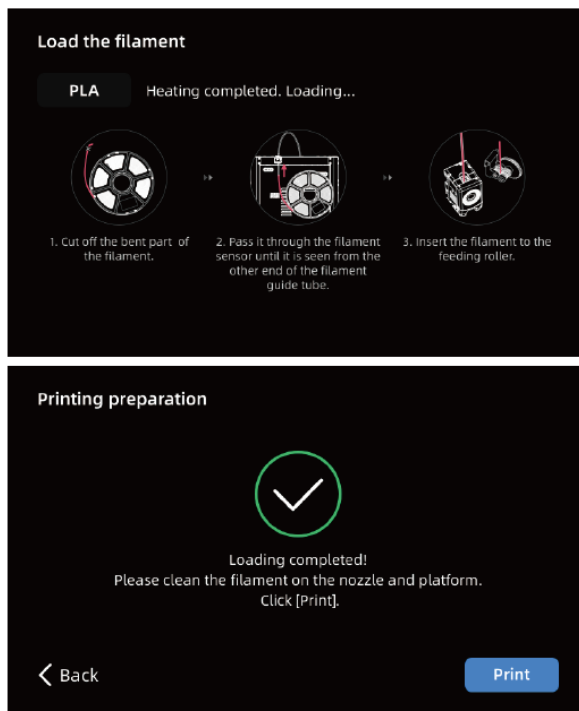 Load the filament
PLA
Heating completed. Loading...
1. Cut off the bent part of
the filament.
2. Pass it through the filament
sensor until it is seen from the
other end of the filament
guide tube.
3. Insert the filament to the
feeding roller.
Printing preparation
Loading completed!
Please clean the filament on the nozzle and platform.
Click [Print].
Back
Print